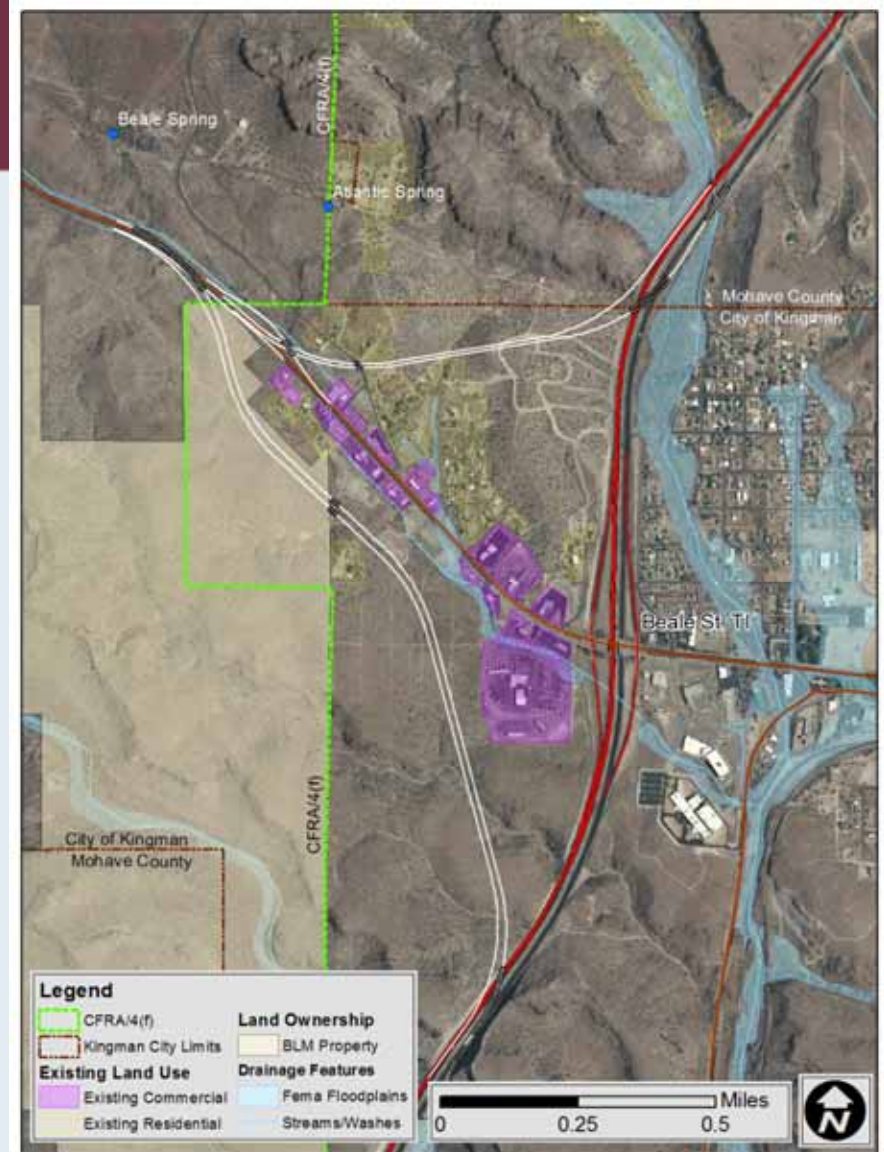 CFRA/4(f)
Beale Spring
Atlantic Spring
Mohave County
City of Kingman
Beale St. TI
CFRA/4(f)
City of Kingman
Mohave County
Legend
CFRA/4(f)
Kingman City Limits
Existing Land Use
Existing Commercial
Existing Residential
Land Ownership
BLM Property
Drainage Features
Fema Floodplains
Streams/Washes
Miles
0 0.25 0.5
N